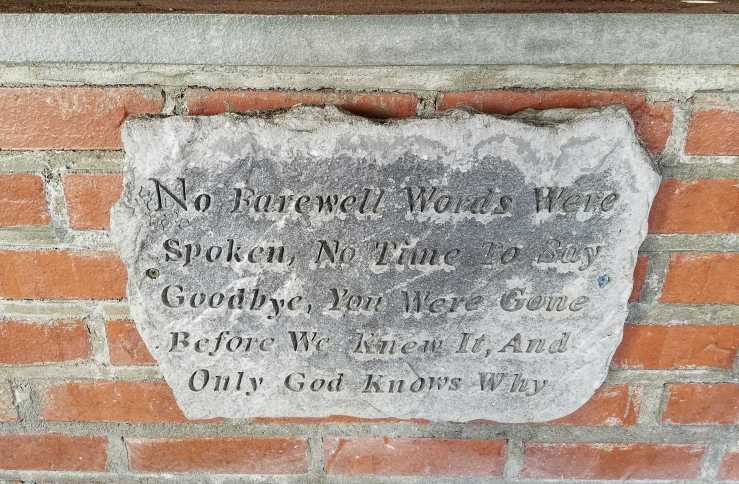 No Farewell Words Were
Spoken, No Time To Say
Goodbye, You Were Gone
Before We Knew It, And
Only God Knows Why